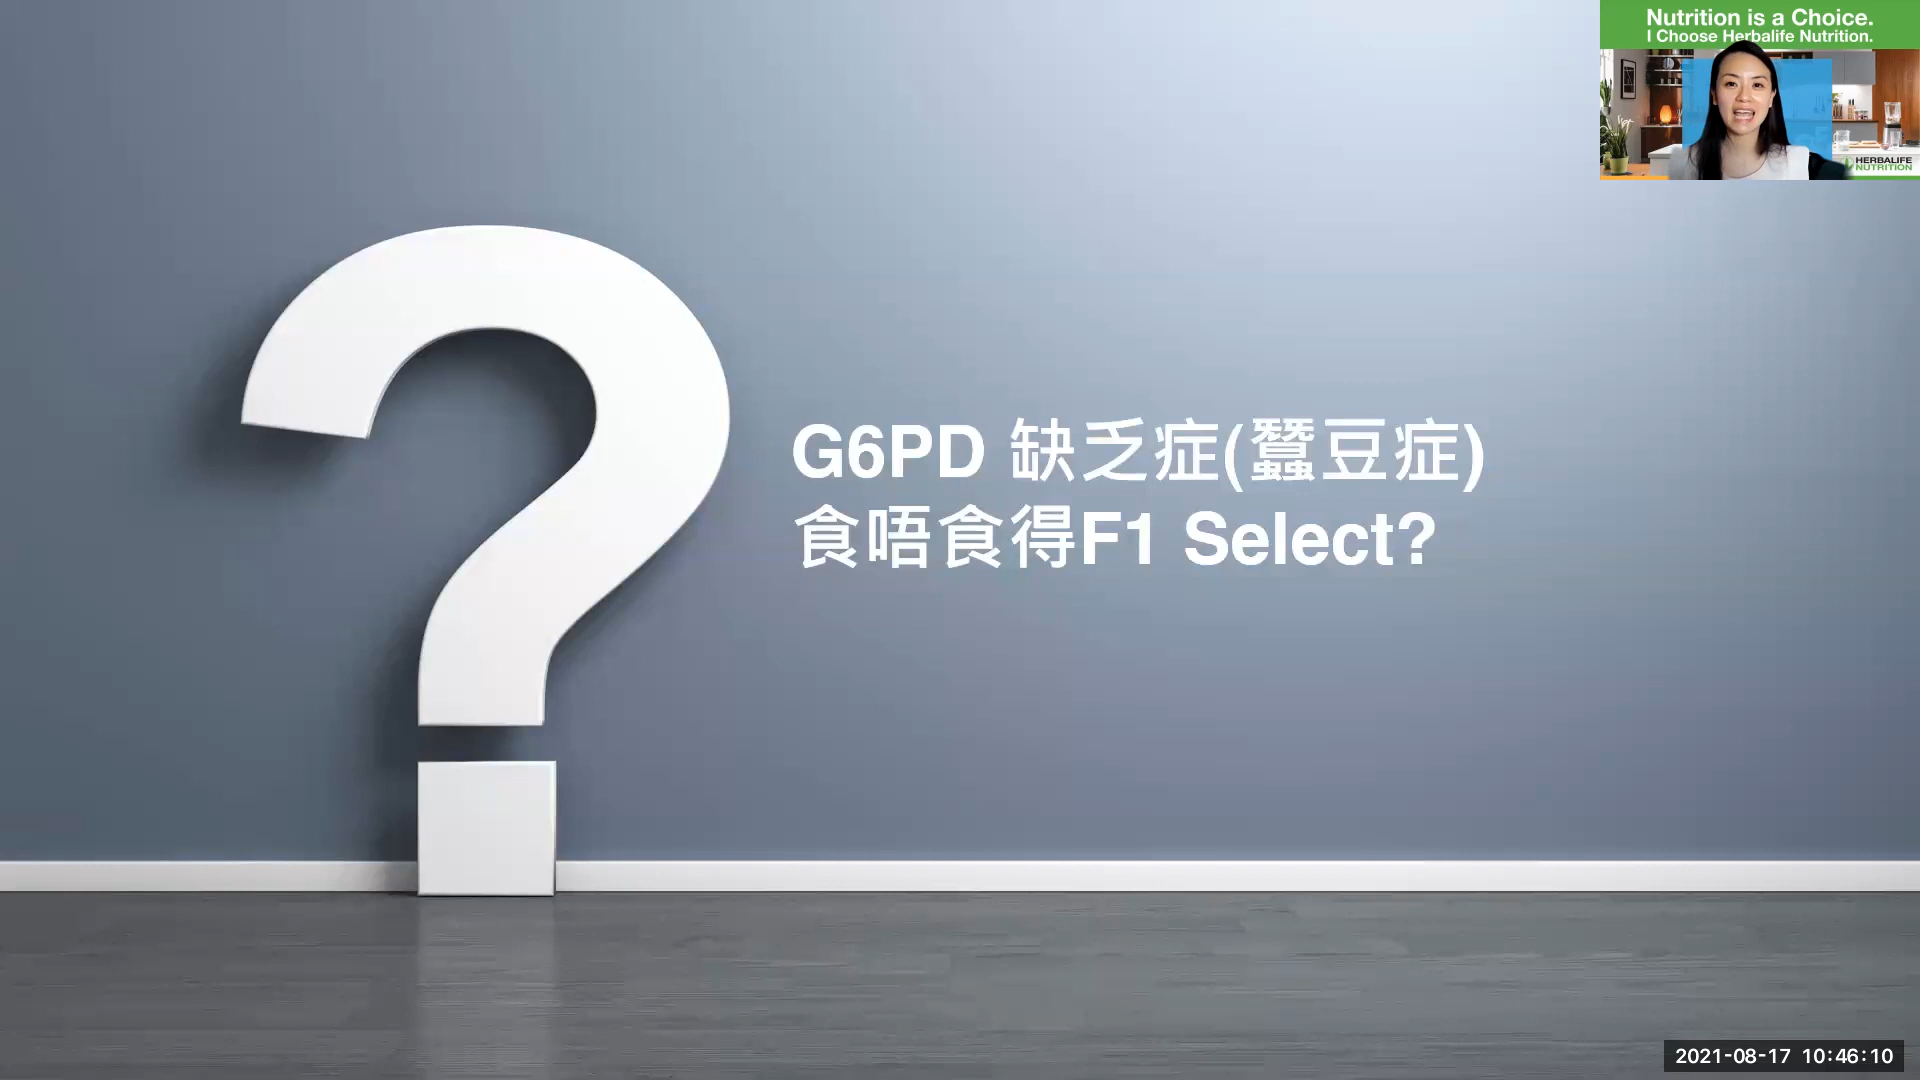 Nutrition is a Choice.
I Choose Herbalife Nutrition.
HERBALIFE
NUTRITION
G6PD 缺乏症(蠶豆症)
食唔食得F1 Select?
2021-08-17 10:46:10